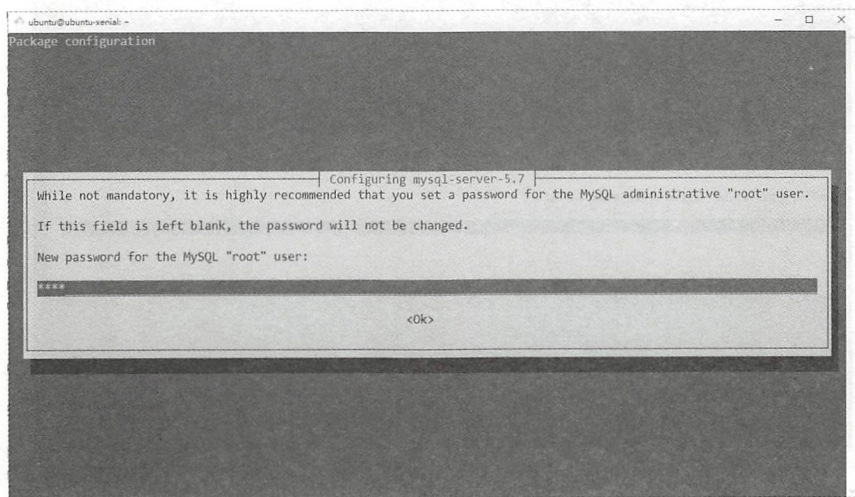 ubuntu@ubuntu-xenial: ~
Package configuration
Configuring mysql-server-5.7
While not mandatory, it is highly recommended that you set a password for the MySQL administrative "root" user.
If this field is left blank, the password will not be changed.
New password for the MySQL "root" user:
****
<Ok>